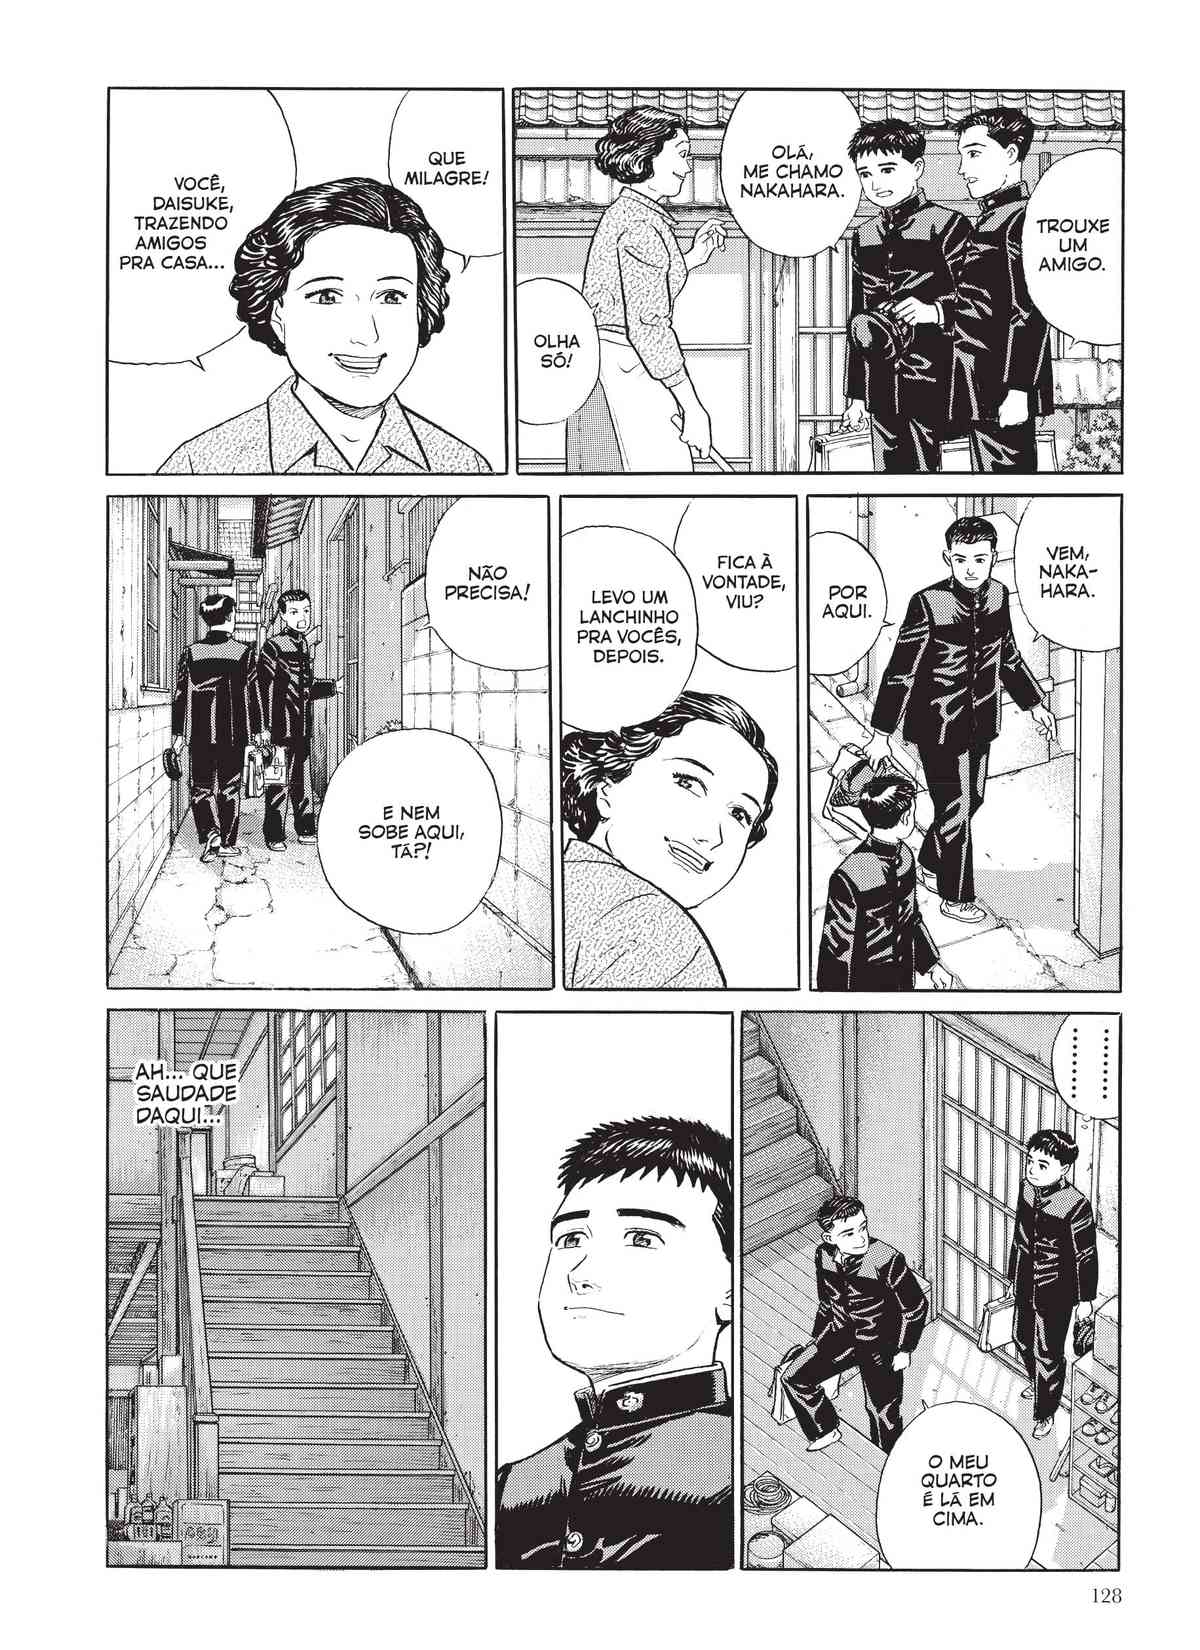 TROUXE
UM
AMIGO.
OLÁ,
ME CHAMO
NAKAHARA.
OLHA
SÓ!
QUE
MILAGRE!
VOCÊ,
DAISUKE,
TRAZENDO
AMIGOS
PRA CASA...
VEM,
NAKA-
HARA.
POR
AQUI.
FICA À
VONTADE,
VIU?
LEVO UM
LANCHINHO
PRA VOCÊS,
DEPOIS.
NÃO
PRECISA!
E NEM
SOBE AQUI,
TÁ?!
O MEU
QUARTO
É LÁ EM
CIMA.
AH... QUE
SAUDADE
DAQUI...
128